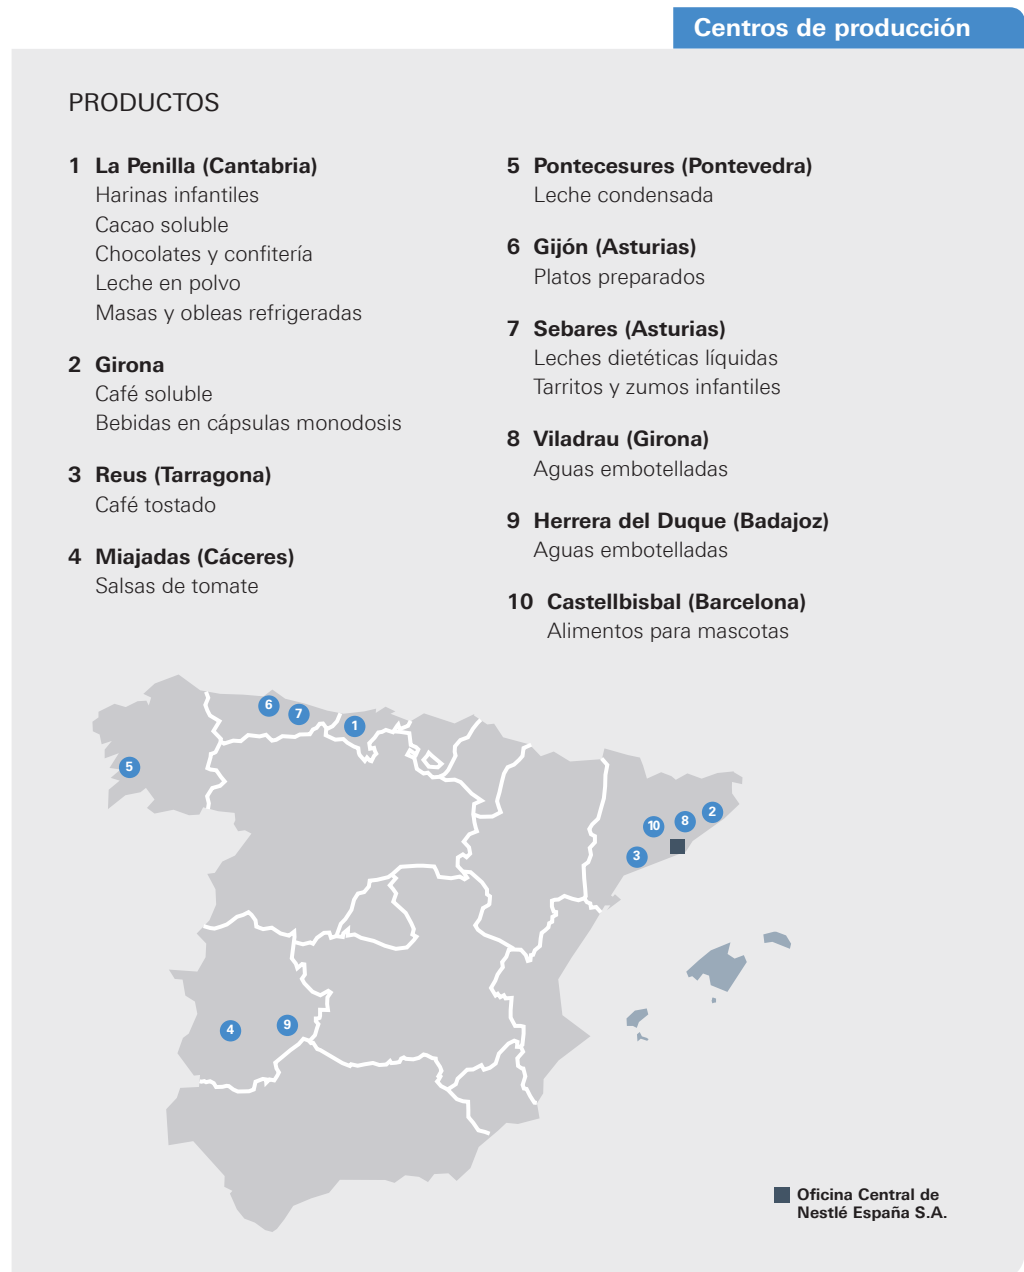 Centros de producción
PRODUCTOS
1 La Penilla (Cantabria)
Harinas infantiles
Cacao soluble
Chocolates y confitería
Leche en polvo
Masas y obleas refrigeradas
2 Girona
Café soluble
Bebidas en cápsulas monodosis
3 Reus (Tarragona)
Café tostado
4 Miajadas (Cáceres)
Salsas de tomate
5 Pontecesures (Pontevedra)
Leche condensada
6 Gijón (Asturias)
Platos preparados
7 Sebares (Asturias)
Leches dietéticas líquidas
Tarritos y zumos infantiles
8 Viladrau (Girona)
Aguas embotelladas
9 Herrera del Duque (Badajoz)
Aguas embotelladas
10 Castellbisbal (Barcelona)
Alimentos para mascotas
6
7
1
5
2
8
10
3
9
4
Oficina Central de
Nestlé España S.A.